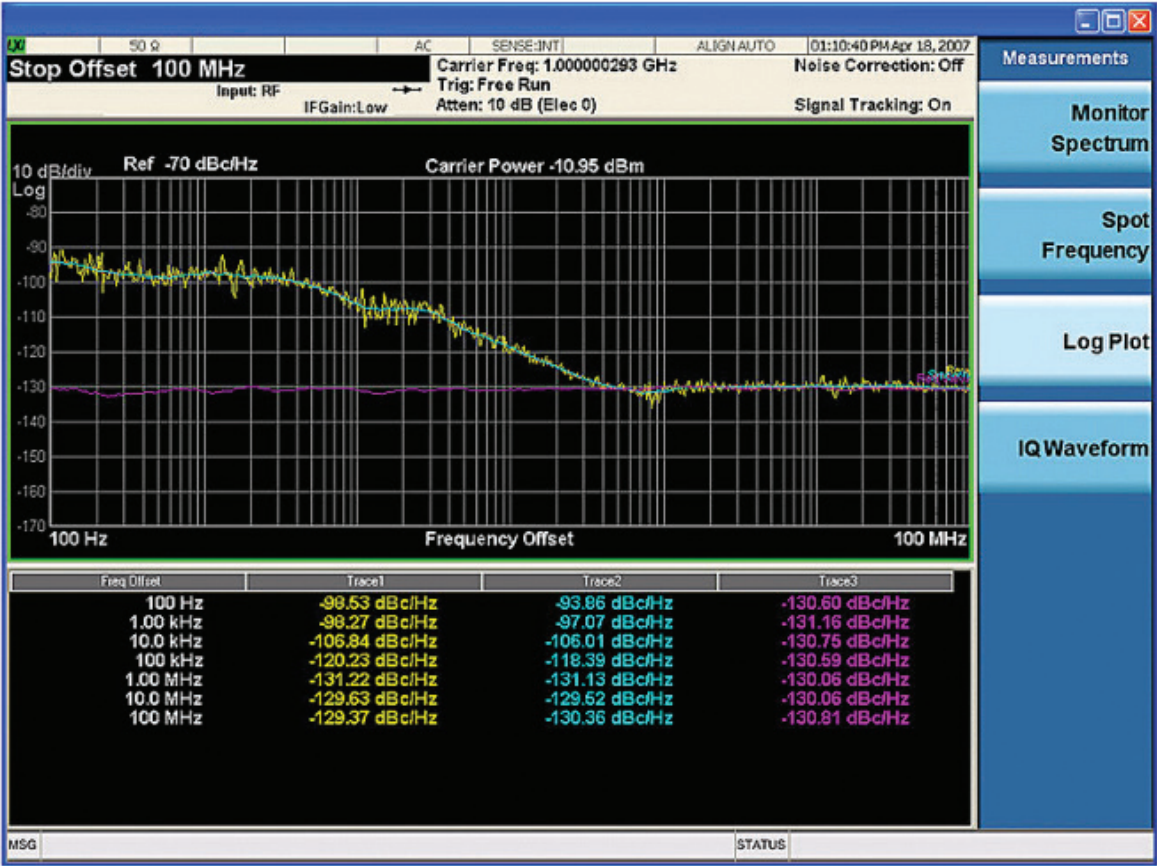 LXI 50 Ω AC SENSE:INT ALIGN AUTO 01:10:40 PM Apr 18, 2007
Stop Offset 100 MHz
Input: RF
IFGain:Low
Carrier Freq: 1.000000293 GHz
Trig: Free Run
Atten: 10 dB (Elec 0)
Noise Correction: Off
Signal Tracking: On
10 dB/div
Log
Ref -70 dBc/Hz
Carrier Power -10.95 dBm
-80
-90
-100
-110
-120
-130
-140
-150
-160
-170
100 Hz
Frequency Offset
100 MHz
Freq Offset Trace1 Trace2 Trace3
100 Hz -98.53 dBc/Hz -93.86 dBc/Hz -130.60 dBc/Hz
1.00 kHz -98.27 dBc/Hz -97.07 dBc/Hz -131.16 dBc/Hz
10.0 kHz -106.84 dBc/Hz -106.01 dBc/Hz -130.75 dBc/Hz
100 kHz -120.23 dBc/Hz -118.39 dBc/Hz -130.59 dBc/Hz
1.00 MHz -131.22 dBc/Hz -131.13 dBc/Hz -130.06 dBc/Hz
10.0 MHz -129.63 dBc/Hz -129.52 dBc/Hz -130.06 dBc/Hz
100 MHz -129.37 dBc/Hz -130.36 dBc/Hz -130.81 dBc/Hz
MSG
STATUS
Measurements
Monitor
Spectrum
Spot
Frequency
Log Plot
IQ Waveform